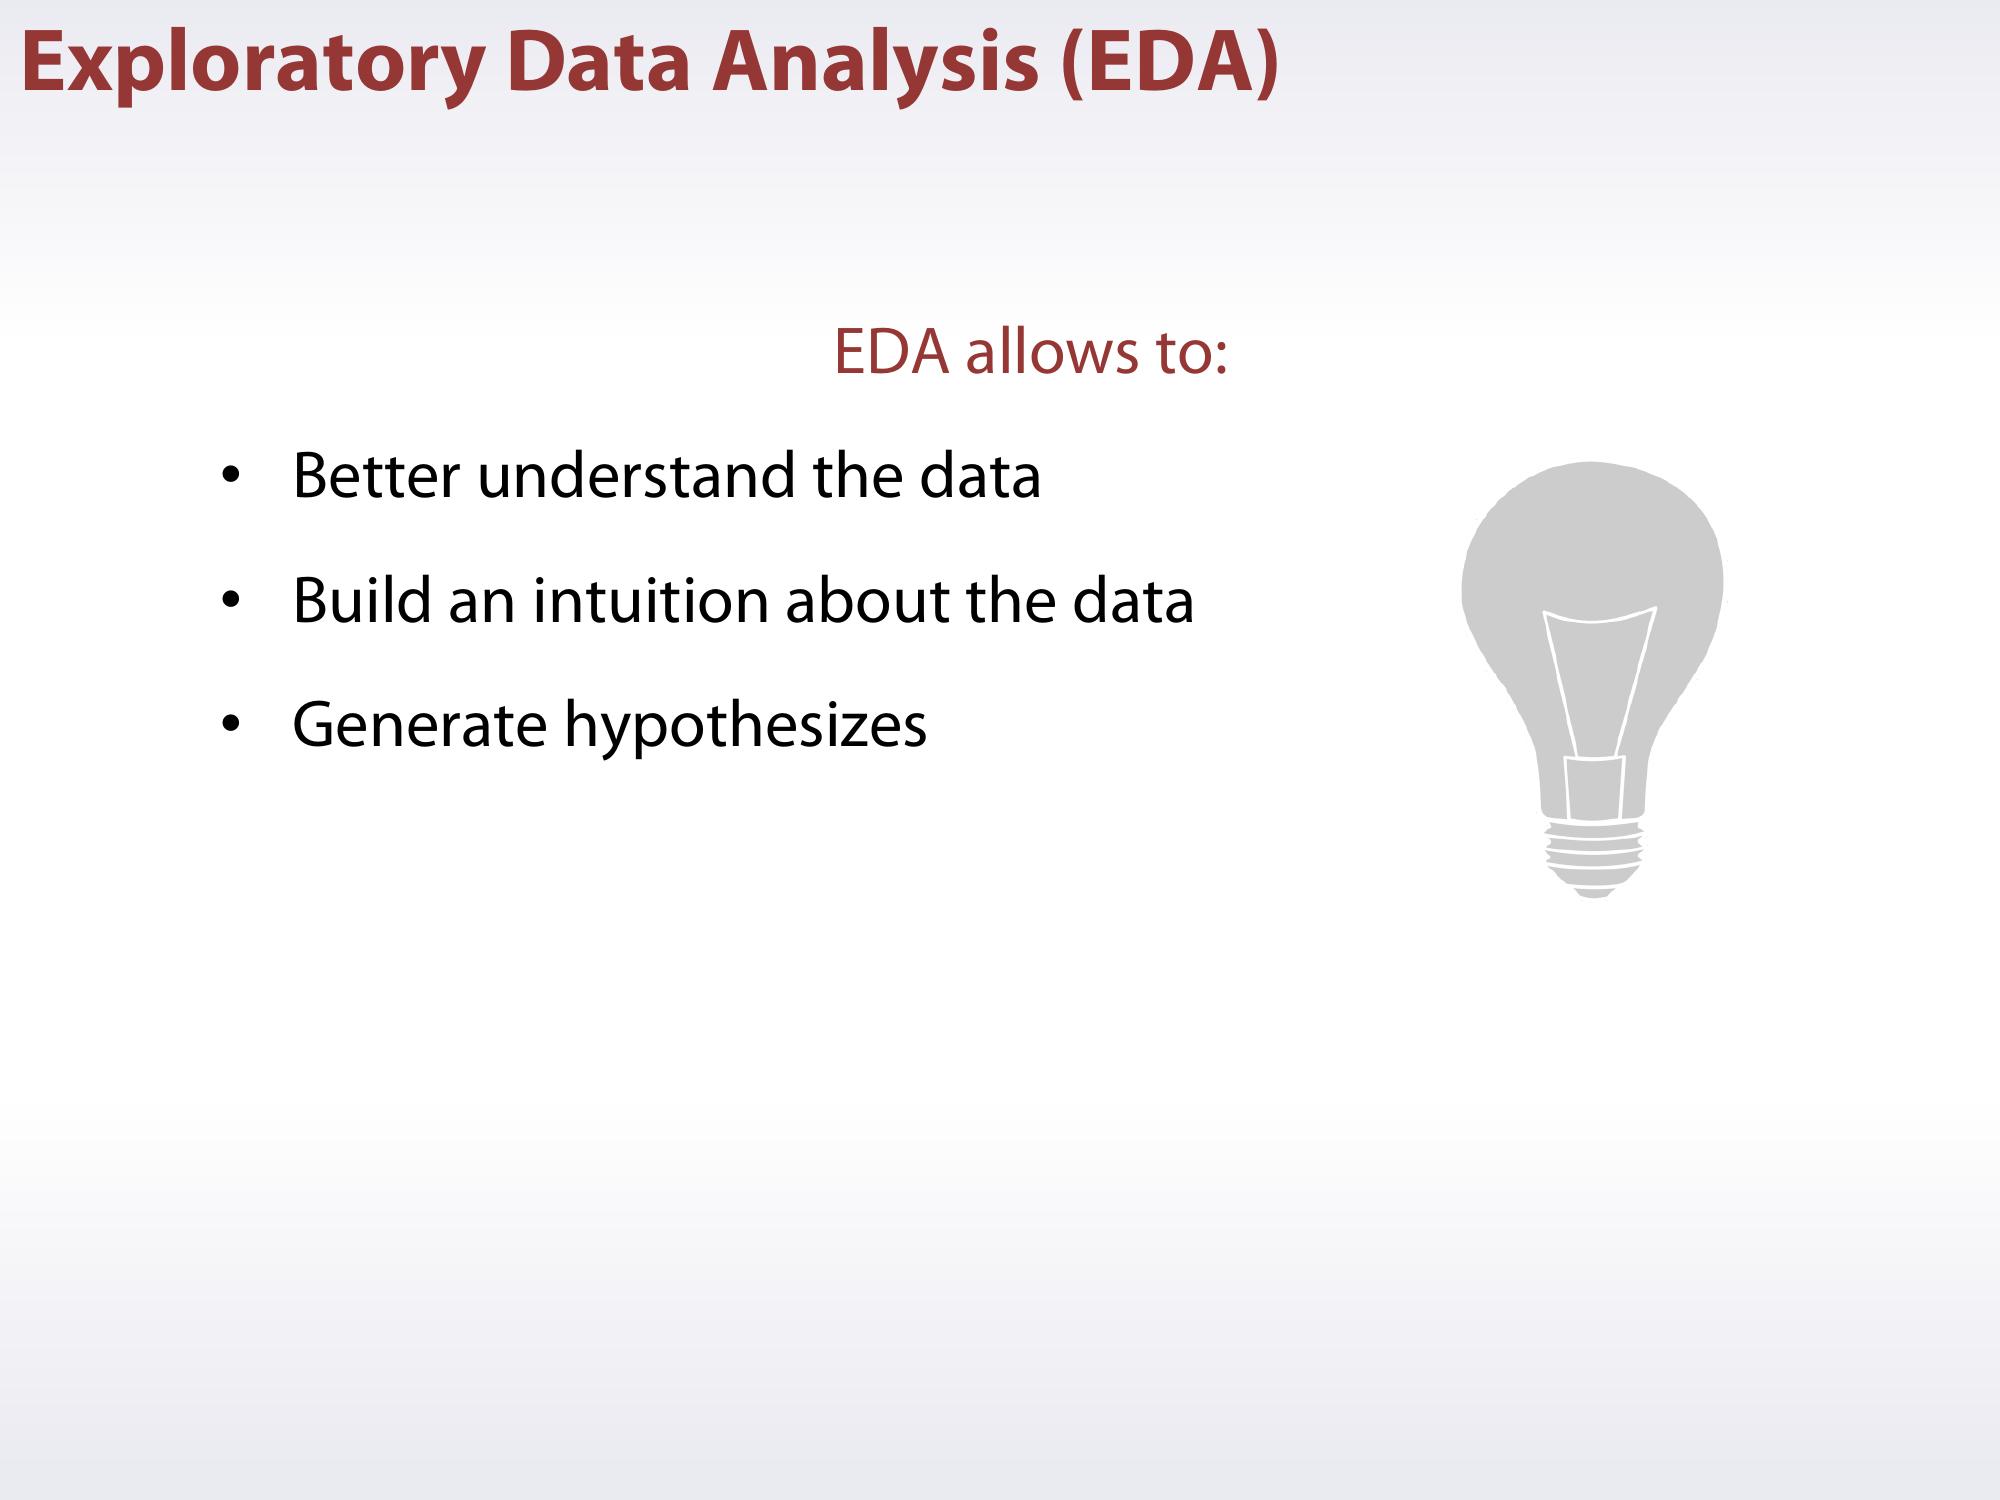 Exploratory Data Analysis (EDA)
EDA allows to:
• Better understand the data
• Build an intuition about the data
• Generate hypothesizes